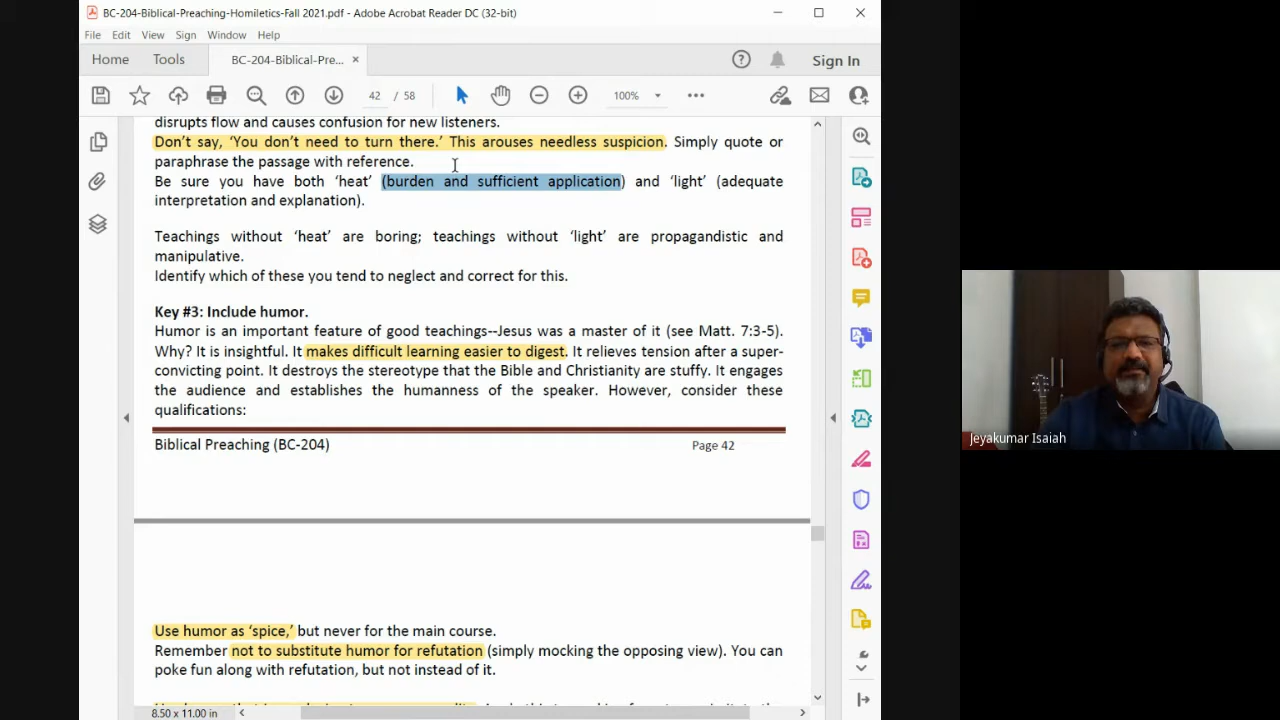 BC-204-Biblical-Preaching-Homiletics-Fall 2021.pdf - Adobe Acrobat Reader DC (32-bit)
File Edit View Sign Window Help
Home Tools BC-204-Biblical-Pre... Sign In
42 / 58 100%
disrupts flow and causes confusion for new listeners.
Don't say, 'You don't need to turn there.' This arouses needless suspicion. Simply quote or
paraphrase the passage with reference.
Be sure you have both 'heat' (burden and sufficient application) and 'light' (adequate
interpretation and explanation).
Teachings without 'heat' are boring; teachings without 'light' are propagandistic and
manipulative.
Identify which of these you tend to neglect and correct for this.
Key #3: Include humor.
Humor is an important feature of good teachings--Jesus was a master of it (see Matt. 7:3-5).
Why? It is insightful. It makes difficult learning easier to digest. It relieves tension after a super-
convicting point. It destroys the stereotype that the Bible and Christianity are stuffy. It engages
the audience and establishes the humanness of the speaker. However, consider these
qualifications:
Biblical Preaching (BC-204) Page 42
Use humor as 'spice,' but never for the main course.
Remember not to substitute humor for refutation (simply mocking the opposing view). You can
poke fun along with refutation, but not instead of it.
8.50 x 11.00 in
Jeyakumar Isaiah